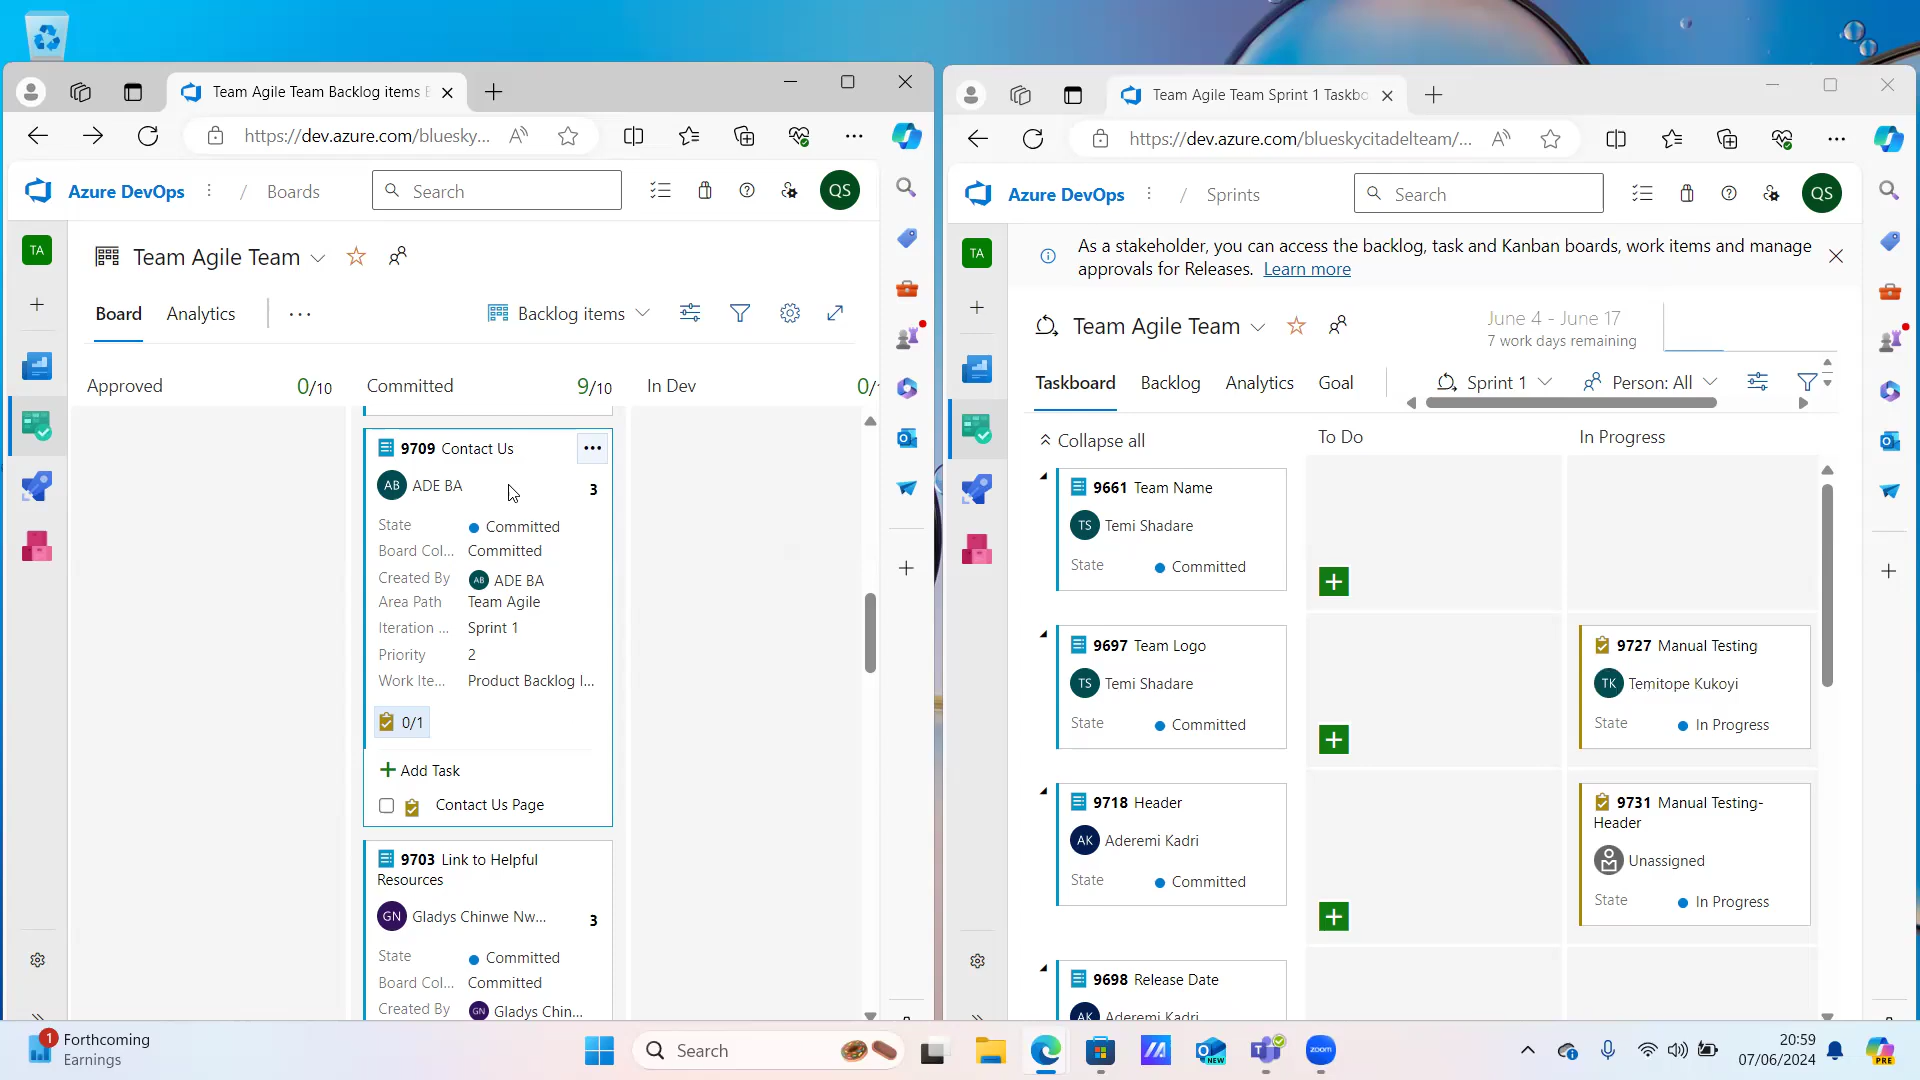 Team Agile Team Backlog items
https://dev.azure.com/bluesky...
Azure DevOps
/
Boards
Search
QS
TA
Team Agile Team
Board
Analytics
Backlog items
Approved
0/10
Committed
9/10
In Dev
0/
9709 Contact Us
AB ADE BA
3
State
Committed
Board Col...
Committed
Created By
AB ADE BA
Area Path
Team Agile
Iteration ...
Sprint 1
Priority
2
Work Ite...
Product Backlog I...
0/1
Add Task
Contact Us Page
9703 Link to Helpful
Resources
GN Gladys Chinwe Nw...
3
State
Committed
Board Col...
Committed
Created By
GN Gladys Chin...
Team Agile Team Sprint 1 Taskbo
https://dev.azure.com/blueskycitadelteam/...
Azure DevOps
/
Sprints
Search
QS
TA
As a stakeholder, you can access the backlog, task and Kanban boards, work items and manage
approvals for Releases. Learn more
Team Agile Team
June 4 - June 17
7 work days remaining
Taskboard
Backlog
Analytics
Goal
Sprint 1
Person: All
Collapse all
To Do
In Progress
9661 Team Name
TS Temi Shadare
State
Committed
9697 Team Logo
TS Temi Shadare
State
Committed
9727 Manual Testing
TK Temitope Kukoyi
State
In Progress
9718 Header
AK Aderemi Kadri
State
Committed
9731 Manual Testing-
Header
Unassigned
State
In Progress
9698 Release Date
AK Aderemi Kadri
1
Forthcoming
Earnings
Search
NEW
zoom
20:59
07/06/2024
PRE